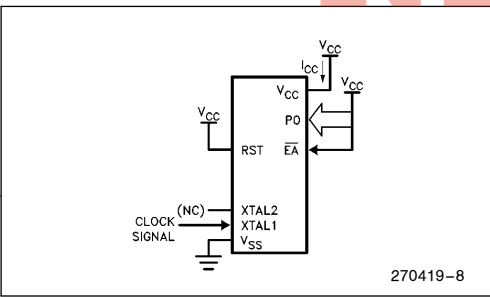 VCC
ICC
VCC
VCC
VCC
P0
RST
EA
(NC)
XTAL2
CLOCK
SIGNAL
XTAL1
VSS
270419-8